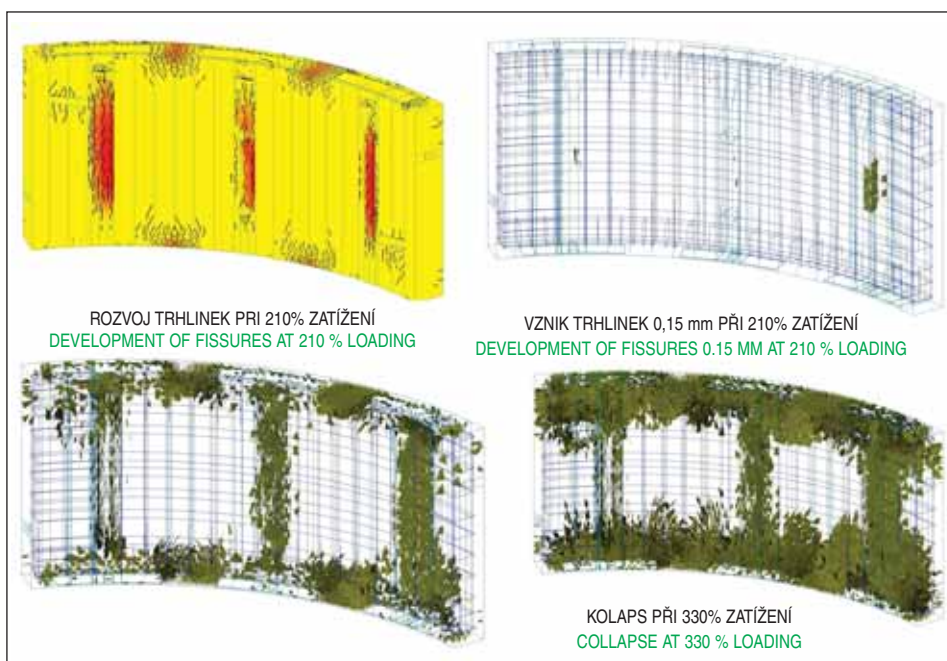 ROZVOJ TRHLINEK PRI 210% ZATÍŽENÍ
DEVELOPMENT OF FISSURES AT 210 % LOADING
VZNIK TRHLINEK 0,15 mm PŘI 210% ZATÍŽENÍ
DEVELOPMENT OF FISSURES 0.15 MM AT 210 % LOADING
KOLAPS PŘI 330% ZATÍŽENÍ
COLLAPSE AT 330 % LOADING